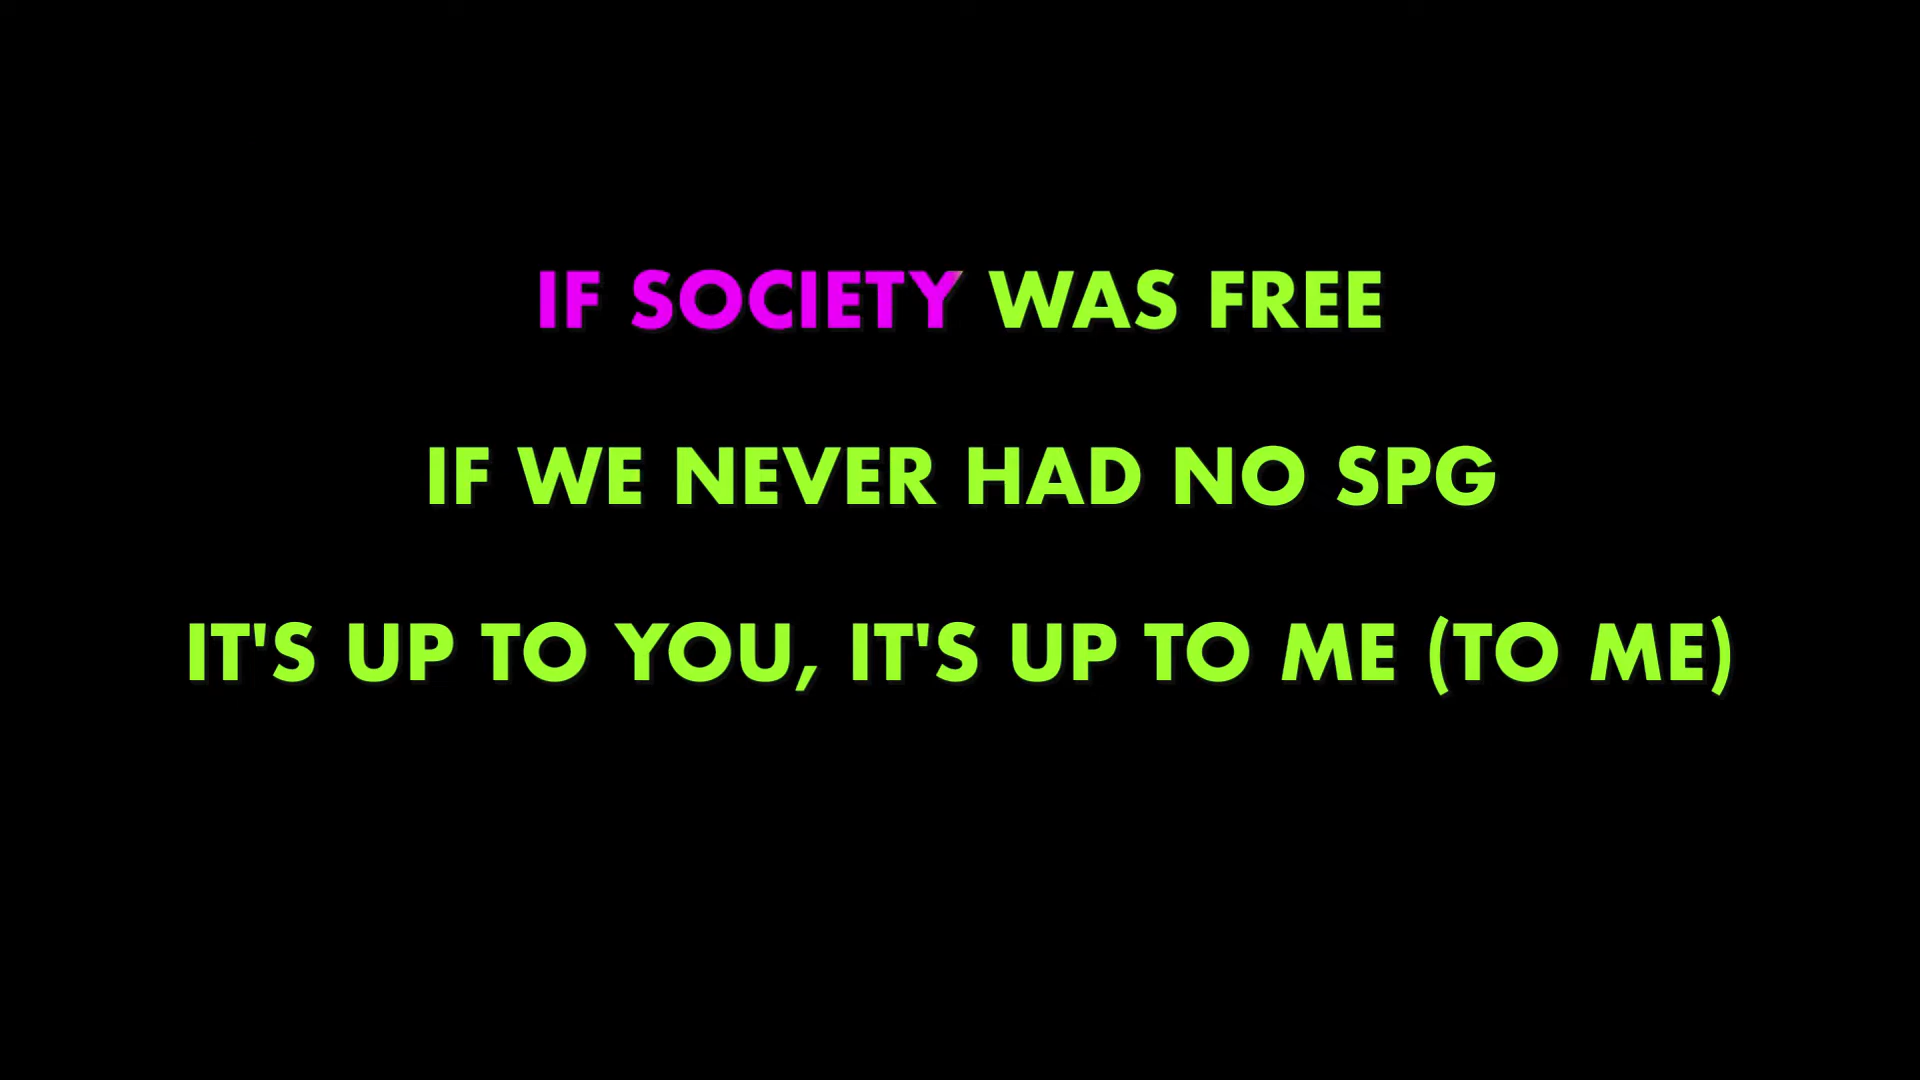 IF SOCIETY WAS FREE
IF WE NEVER HAD NO SPG
IT'S UP TO YOU, IT'S UP TO ME (TO ME)